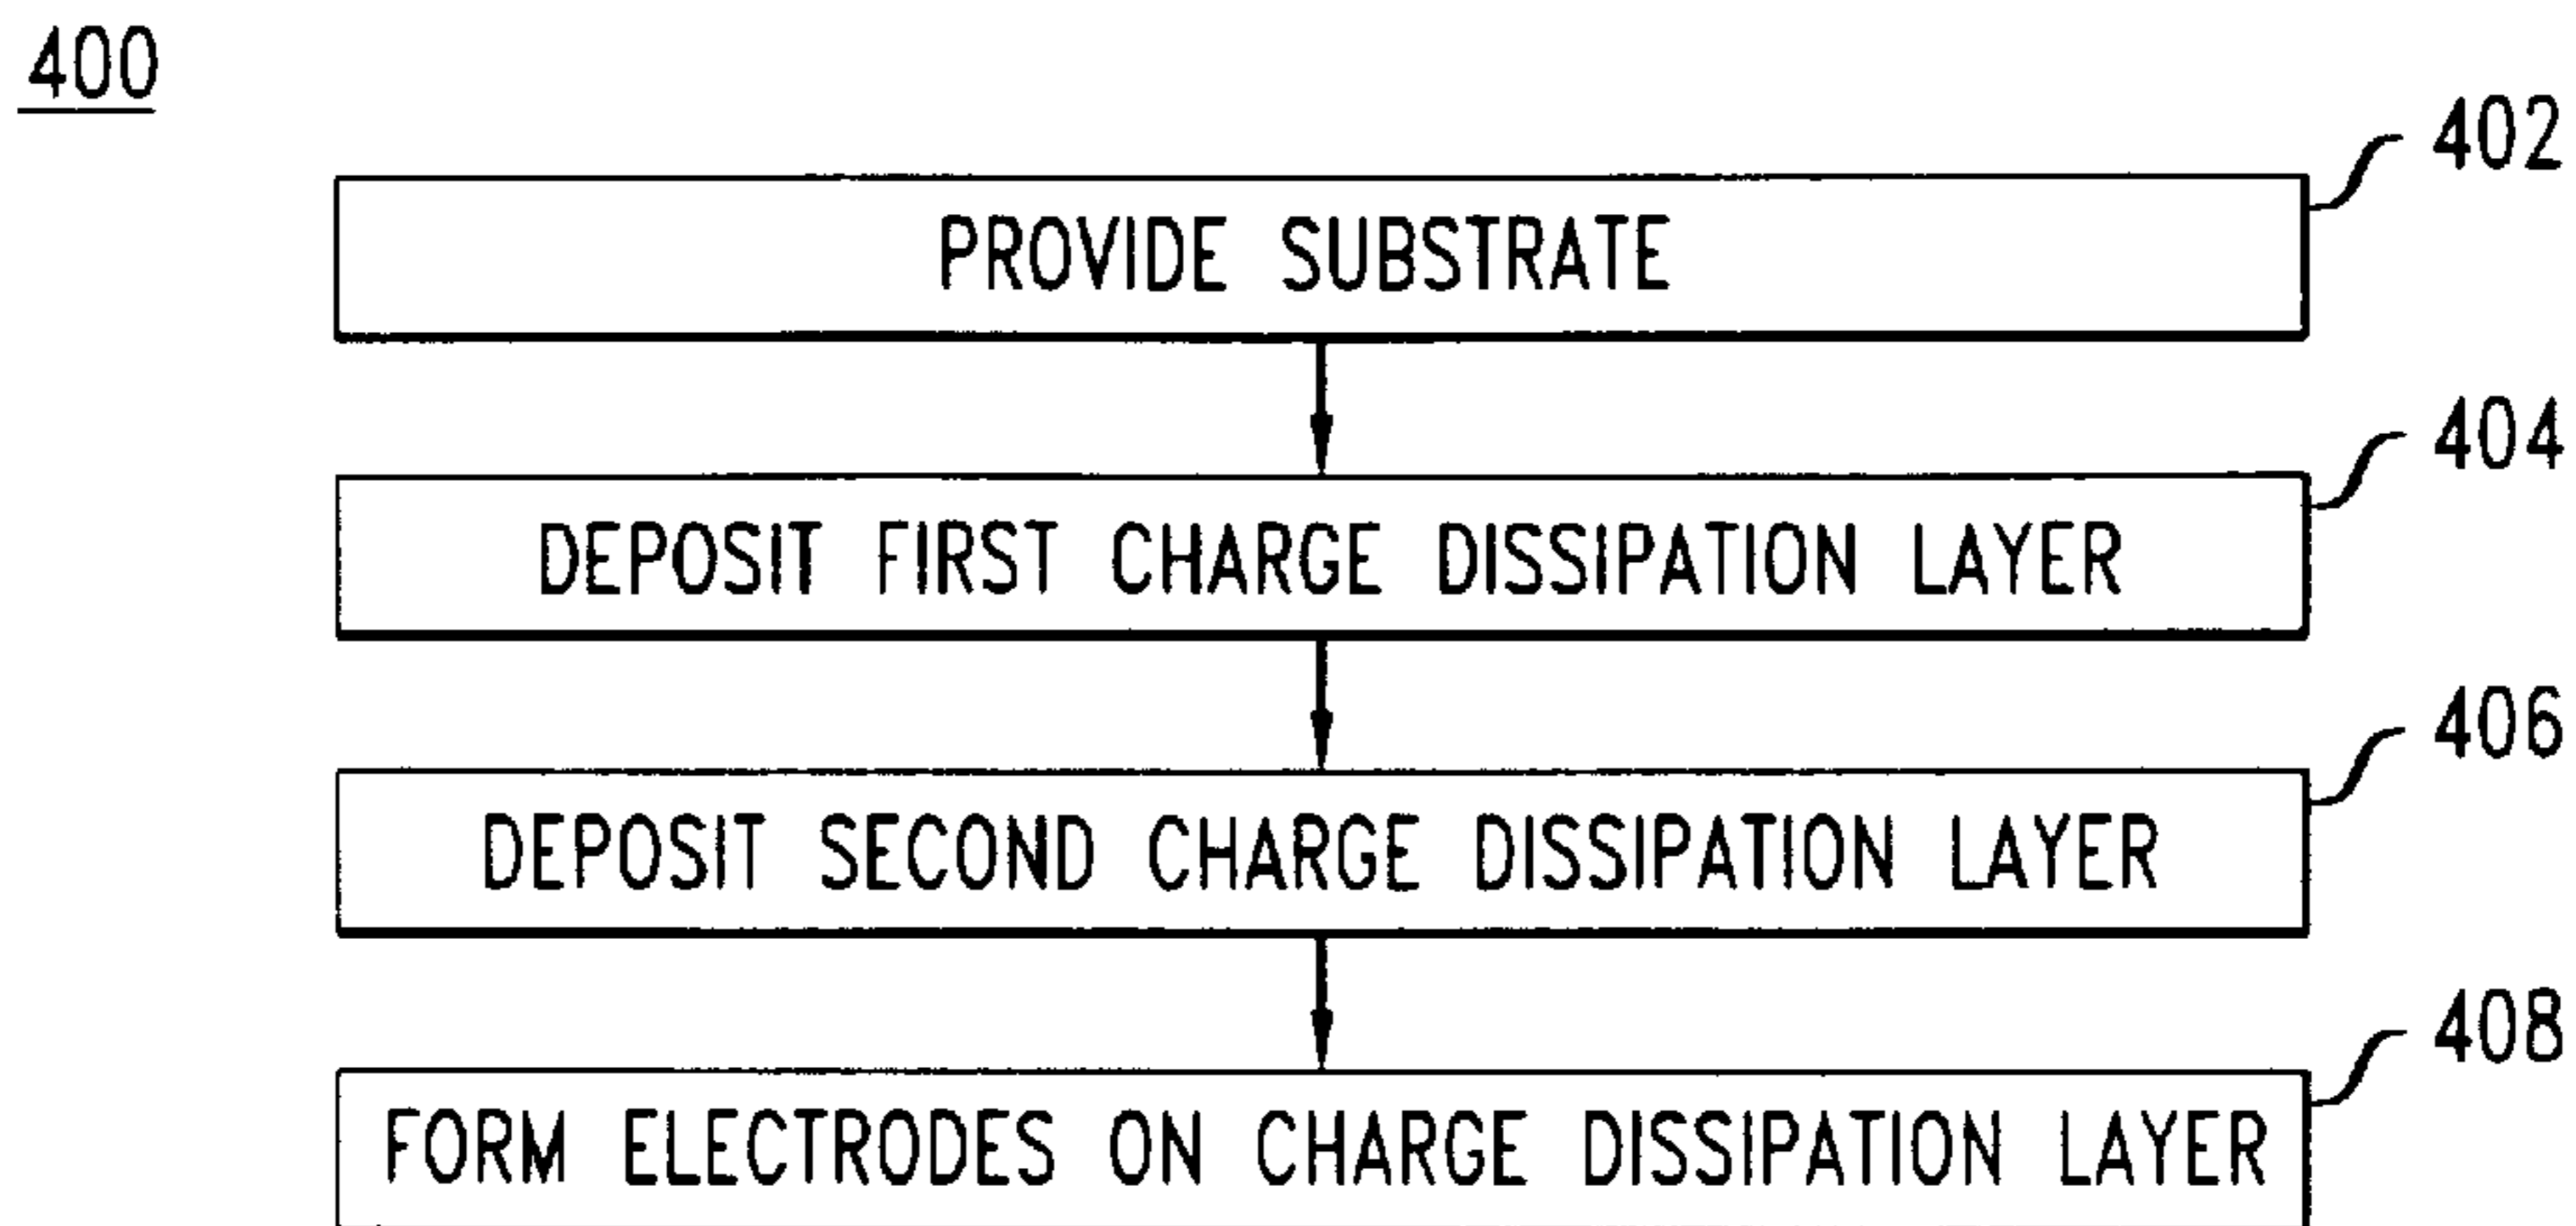 400
402
PROVIDE SUBSTRATE
404
DEPOSIT FIRST CHARGE DISSIPATION LAYER
406
DEPOSIT SECOND CHARGE DISSIPATION LAYER
408
FORM ELECTRODES ON CHARGE DISSIPATION LAYER